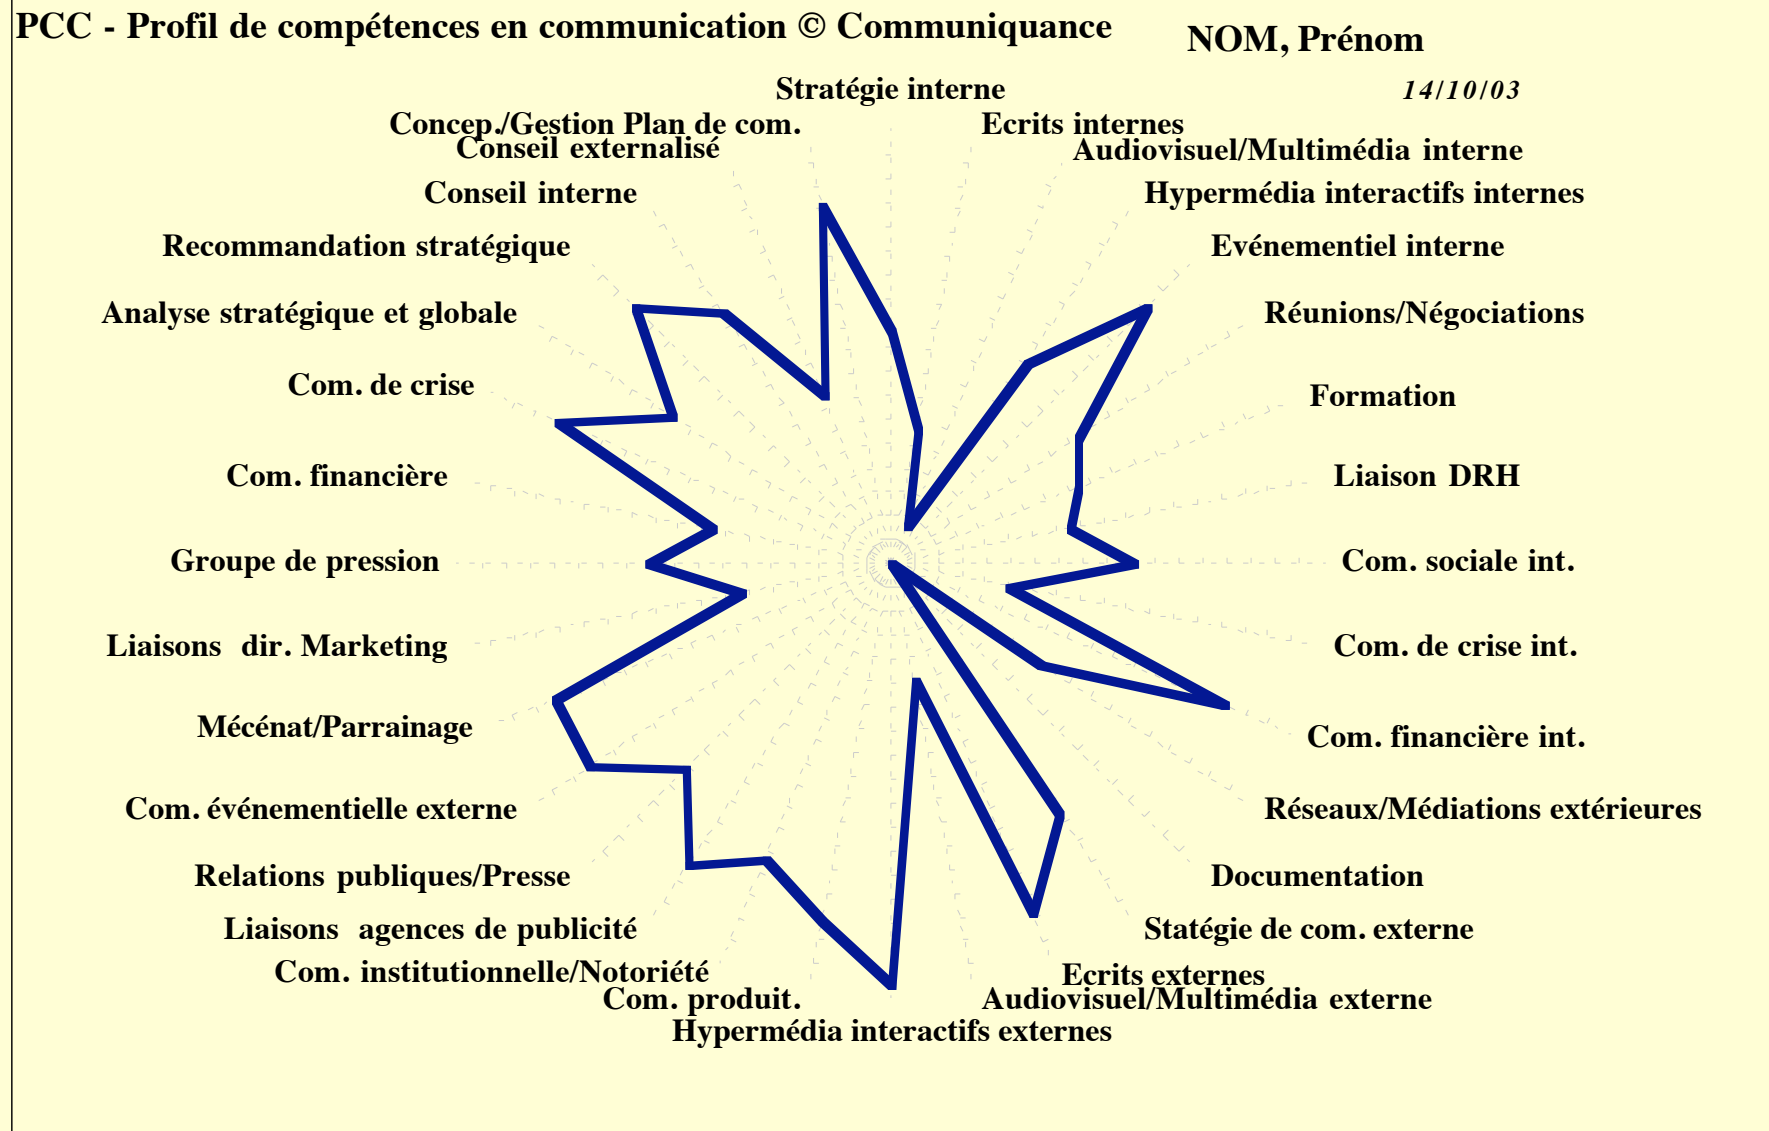 PCC - Profil de compétences en communication © Communiquance
NOM, Prénom
14/10/03
Stratégie interne
Ecrits internes
Audiovisuel/Multimédia interne
Hypermédia interactifs internes
Evénementiel interne
Réunions/Négociations
Formation
Liaison DRH
Com. sociale int.
Com. de crise int.
Com. financière int.
Réseaux/Médiations extérieures
Documentation
Statégie de com. externe
Ecrits externes
Audiovisuel/Multimédia externe
Hypermédia interactifs externes
Com. produit.
Com. institutionnelle/Notoriété
Liaisons agences de publicité
Relations publiques/Presse
Com. événementielle externe
Mécénat/Parrainage
Liaisons dir. Marketing
Groupe de pression
Com. financière
Com. de crise
Analyse stratégique et globale
Recommandation stratégique
Conseil interne
Conseil externalisé
Concep./Gestion Plan de com.